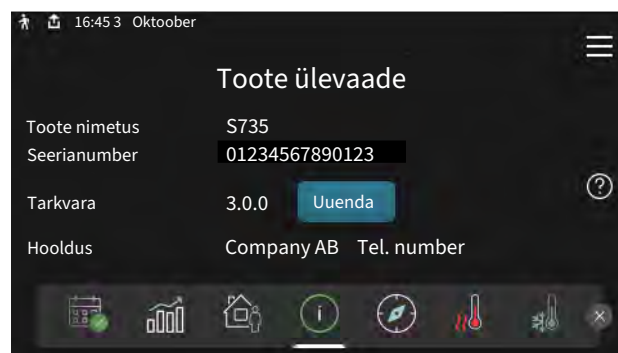 16:45 3 Oktoober
Toote ülevaade
Toote nimetus S735
Seerianumber 01234567890123
Tarkvara 3.0.0 Uuenda
Hooldus Company AB Tel. number